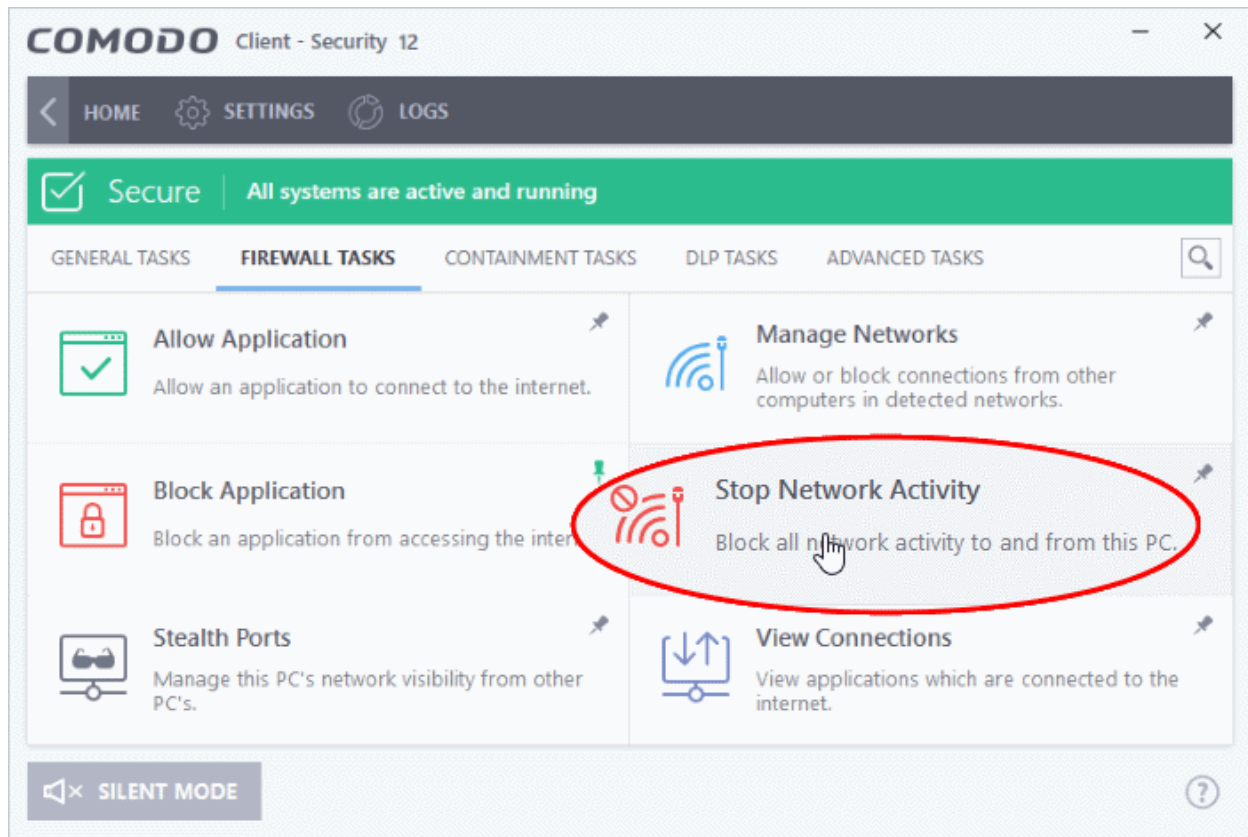 COMODO Client - Security 12
HOME SETTINGS LOGS
Secure All systems are active and running
GENERAL TASKS FIREWALL TASKS CONTAINMENT TASKS DLP TASKS ADVANCED TASKS
Allow Application
Allow an application to connect to the internet.
Manage Networks
Allow or block connections from other
computers in detected networks.
Block Application
Block an application from accessing the inter
Stop Network Activity
Block all network activity to and from this PC.
Stealth Ports
Manage this PC's network visibility from other
PC's.
View Connections
View applications which are connected to the
internet.
SILENT MODE
?